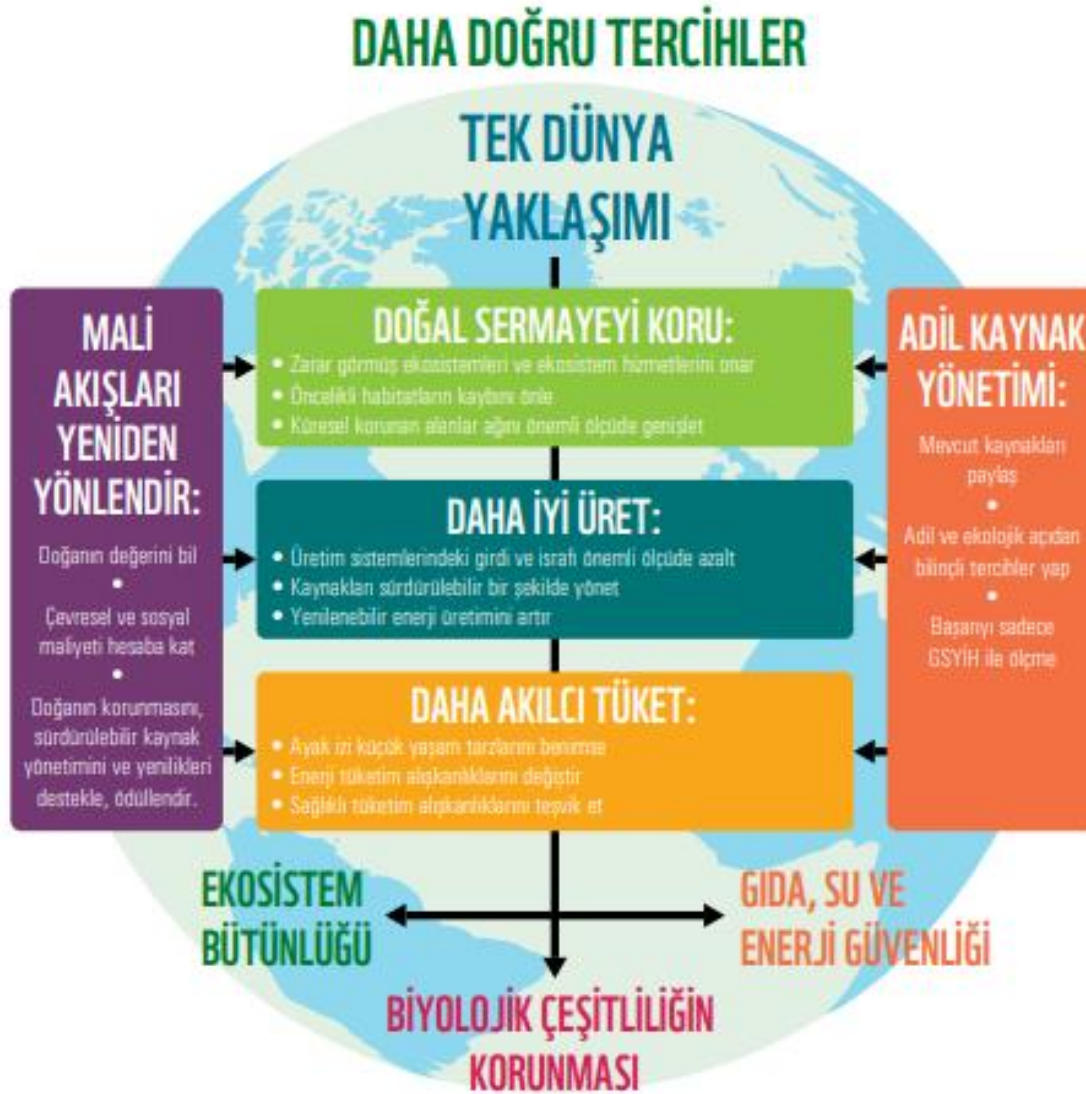 DAHA DOĞRU TERCİHLER
TEK DÜNYA
YAKLAŞIMI
MALİ
AKIŞLARI
YENİDEN
YÖNLENDİR:
Doğanın değerini bil
•
Çevresel ve sosyal
maliyeti hesaba kat
•
Doğanın korunmasını,
sürdürülebilir kaynak
yönetimini ve yenilikleri
destekle, ödüllendir.
DOĞAL SERMAYEYİ KORU:
• Zarar görmüş ekosistemleri ve ekosistem hizmetlerini onar
• Öncelikli habitatların kaybını önle
• Küresel korunan alanlar ağını önemli ölçüde genişlet
DAHA İYİ ÜRET:
• Üretim sistemlerindeki girdi ve israfı önemli ölçüde azalt
• Kaynakları sürdürülebilir bir şekilde yönet
• Yenilenebilir enerji üretimini artır
DAHA AKILCI TÜKET:
• Ayak izi küçük yaşam tarzlarını benimse
• Enerji tüketim alışkanlıklarını değiştir
• Sağlıklı tüketim alışkanlıklarını teşvik et
ADİL KAYNAK
YÖNETİMİ:
Mevcut kaynakları
paylaş
•
Adil ve ekolojik açıdan
bilinçli tercihler yap
•
Başarıyı sadece
GSYİH ile ölçme
EKOSİSTEM
BÜTÜNLÜĞÜ
GIDA, SU VE
ENERJİ GÜVENLİĞİ
BİYOLOJİK ÇEŞİTLİLİĞİN
KORUNMASI